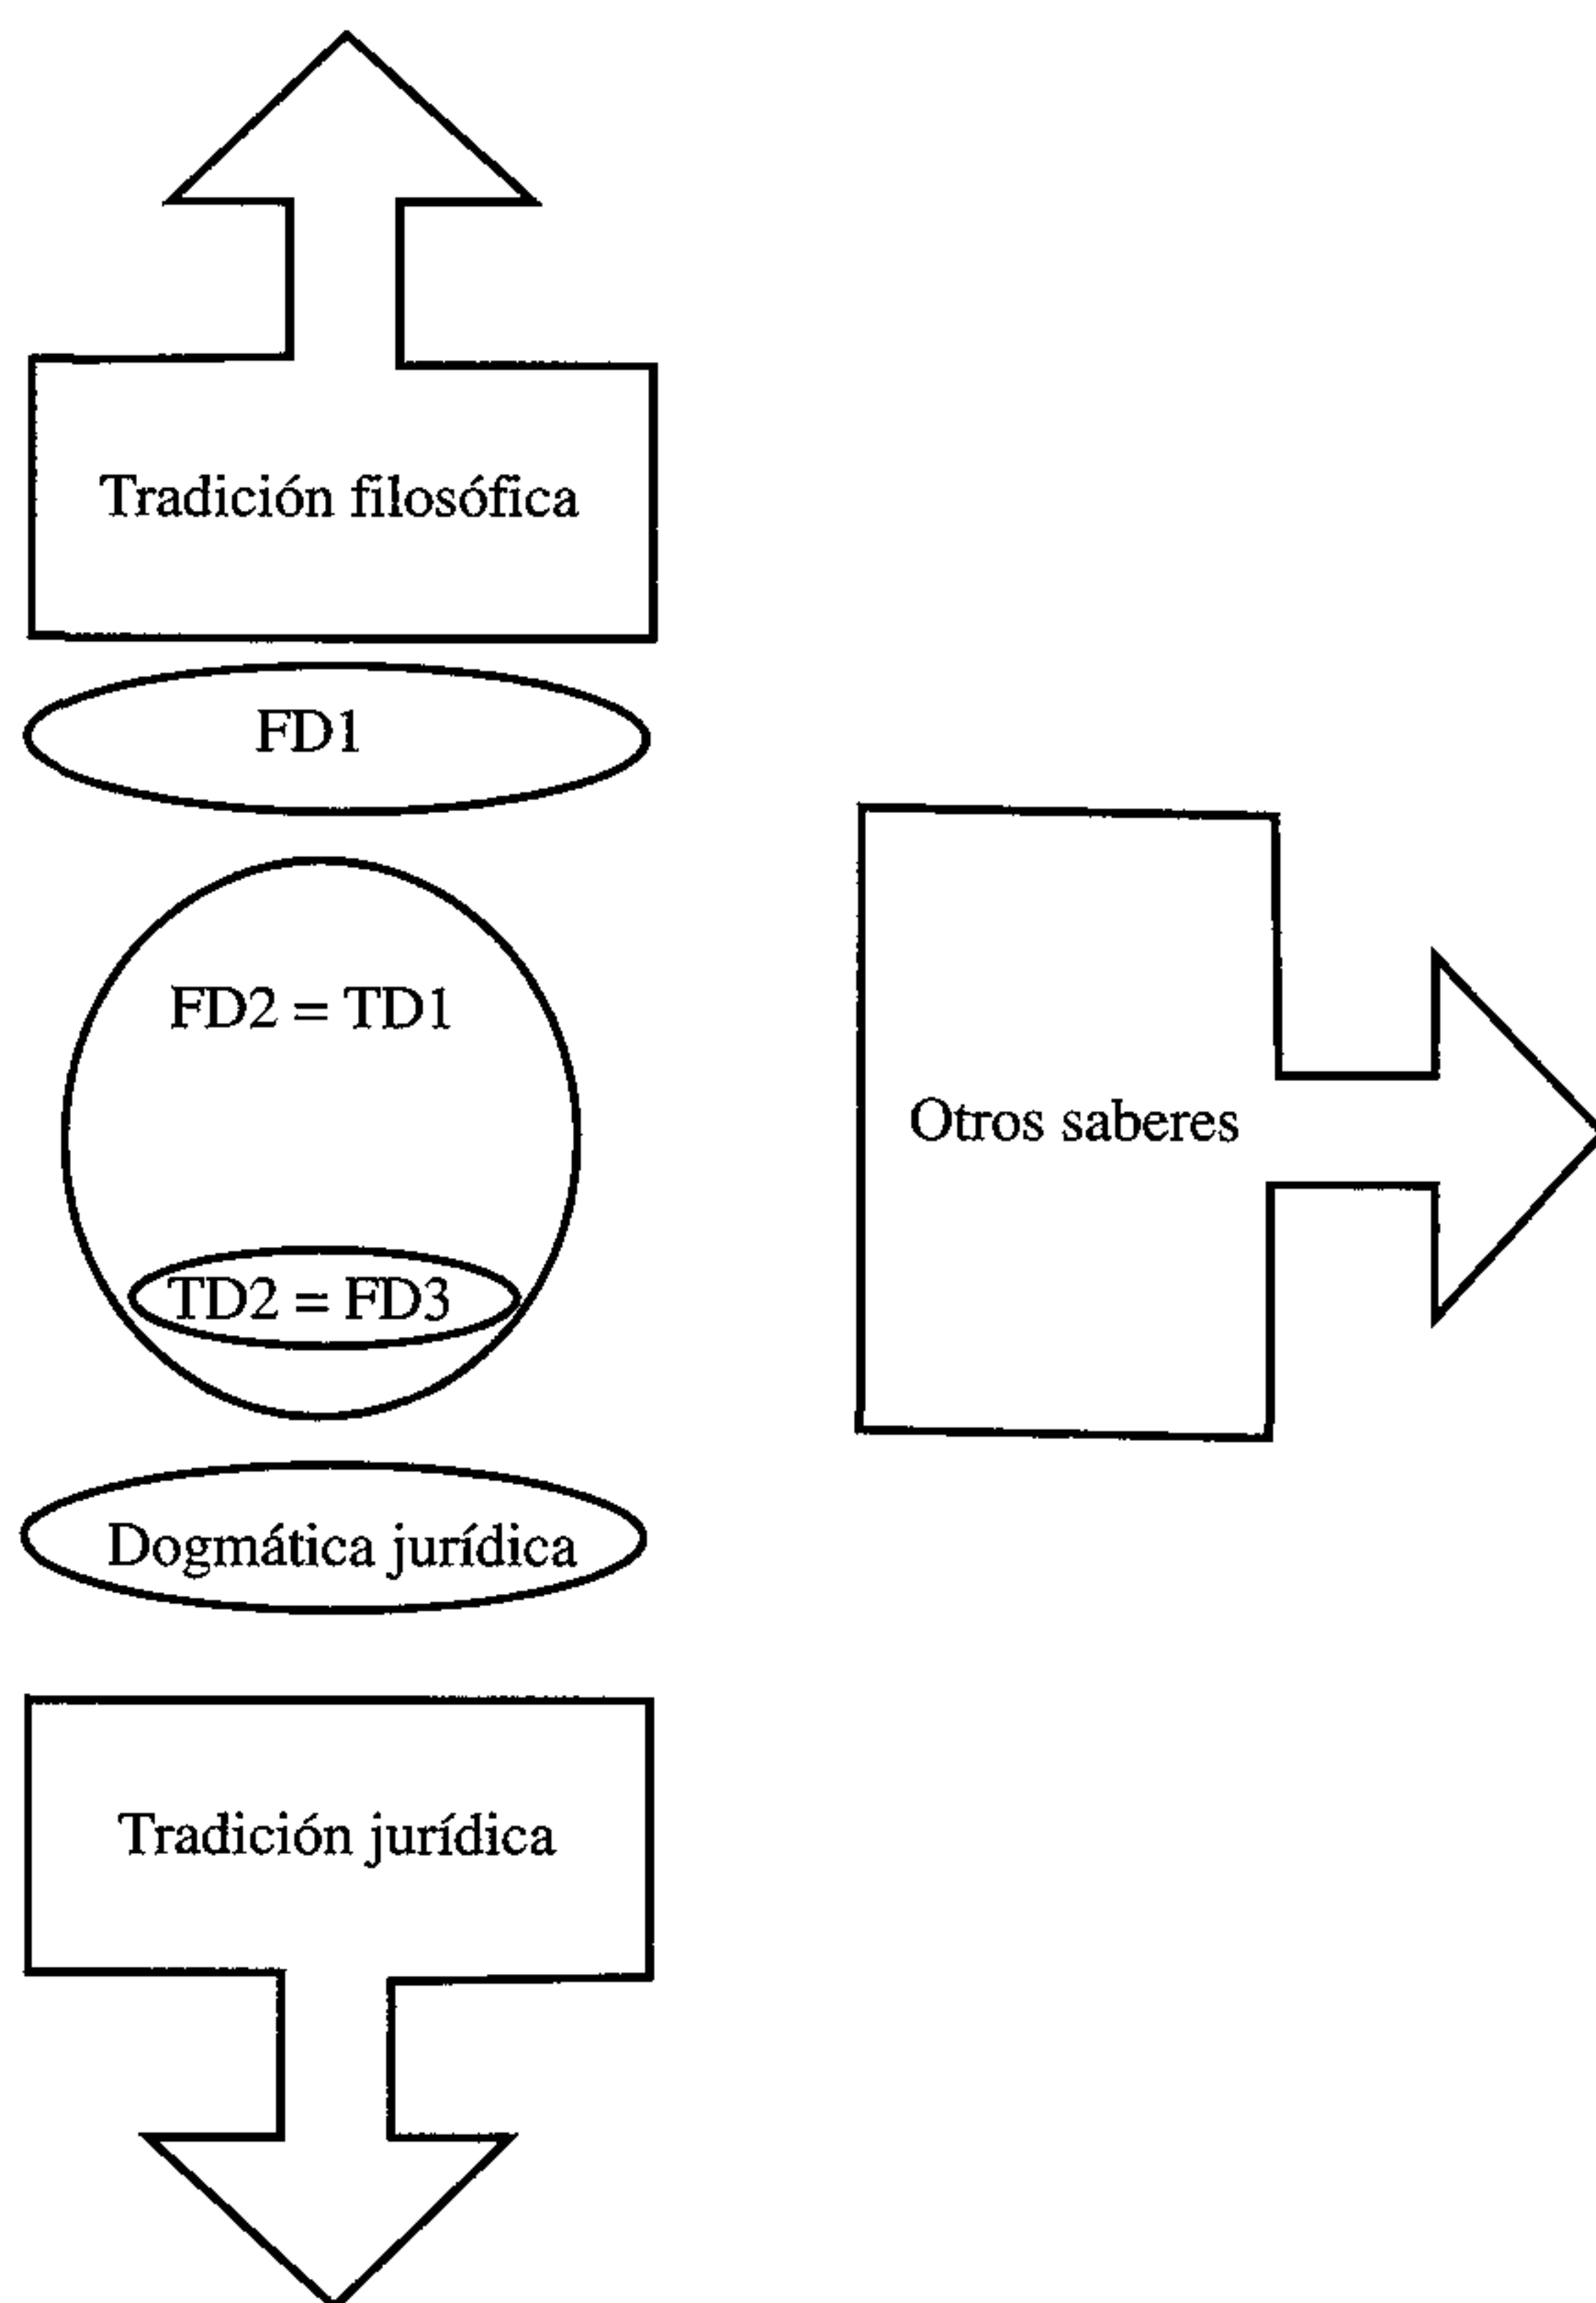 Tradición filosófica
FD1
FD2 = TD1
Otros saberes
TD2 = FD3
Dogmática jurídica
Tradición jurídica